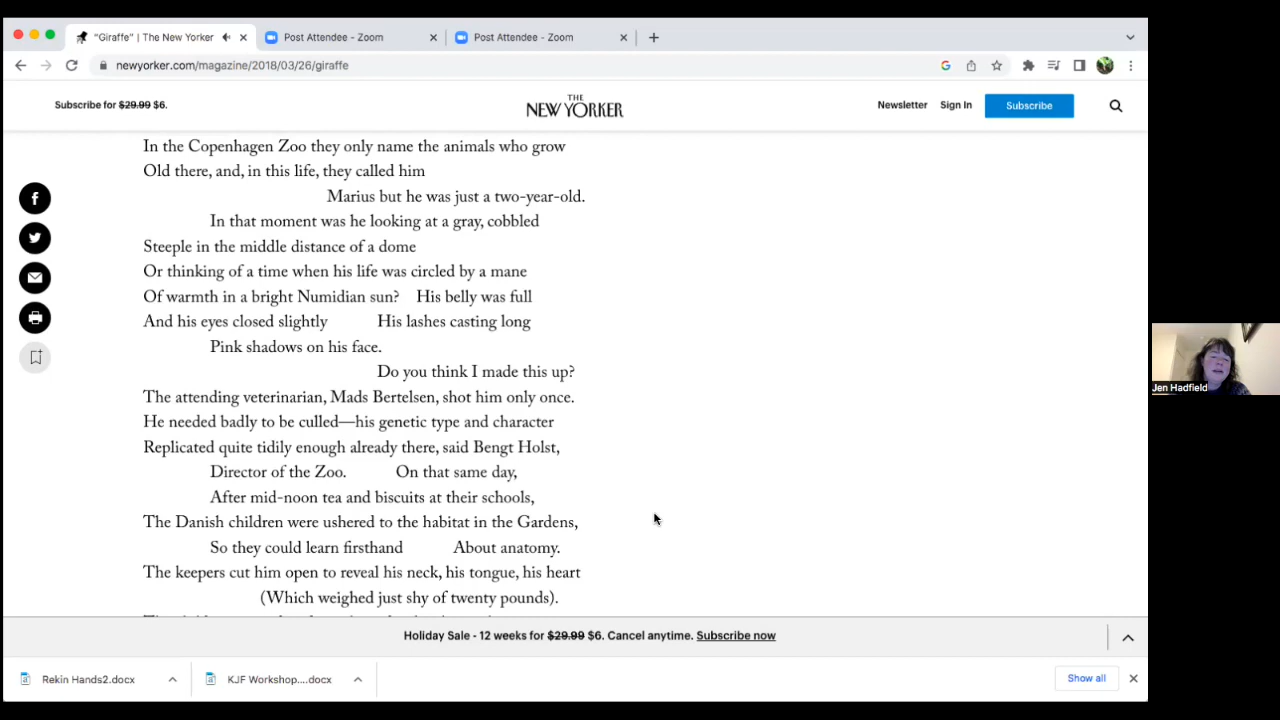 "Giraffe" | The New Yorker
Post Attendee - Zoom
Post Attendee - Zoom
newyorker.com/magazine/2018/03/26/giraffe
Subscribe for $29.99 $6.
THE
NEW YORKER
Newsletter
Sign In
Subscribe
In the Copenhagen Zoo they only name the animals who grow
Old there, and, in this life, they called him
Marius but he was just a two-year-old.
In that moment was he looking at a gray, cobbled
Steeple in the middle distance of a dome
Or thinking of a time when his life was circled by a mane
Of warmth in a bright Numidian sun? His belly was full
And his eyes closed slightly His lashes casting long
Pink shadows on his face.
Do you think I made this up?
The attending veterinarian, Mads Bertelsen, shot him only once.
He needed badly to be culled—his genetic type and character
Replicated quite tidily enough already there, said Bengt Holst,
Director of the Zoo. On that same day,
After mid-noon tea and biscuits at their schools,
The Danish children were ushered to the habitat in the Gardens,
So they could learn firsthand About anatomy.
The keepers cut him open to reveal his neck, his tongue, his heart
(Which weighed just shy of twenty pounds).
Jen Hadfield
Holiday Sale - 12 weeks for $29.99 $6. Cancel anytime. Subscribe now
Rekin Hands2.docx
KJF Workshop....docx
Show all